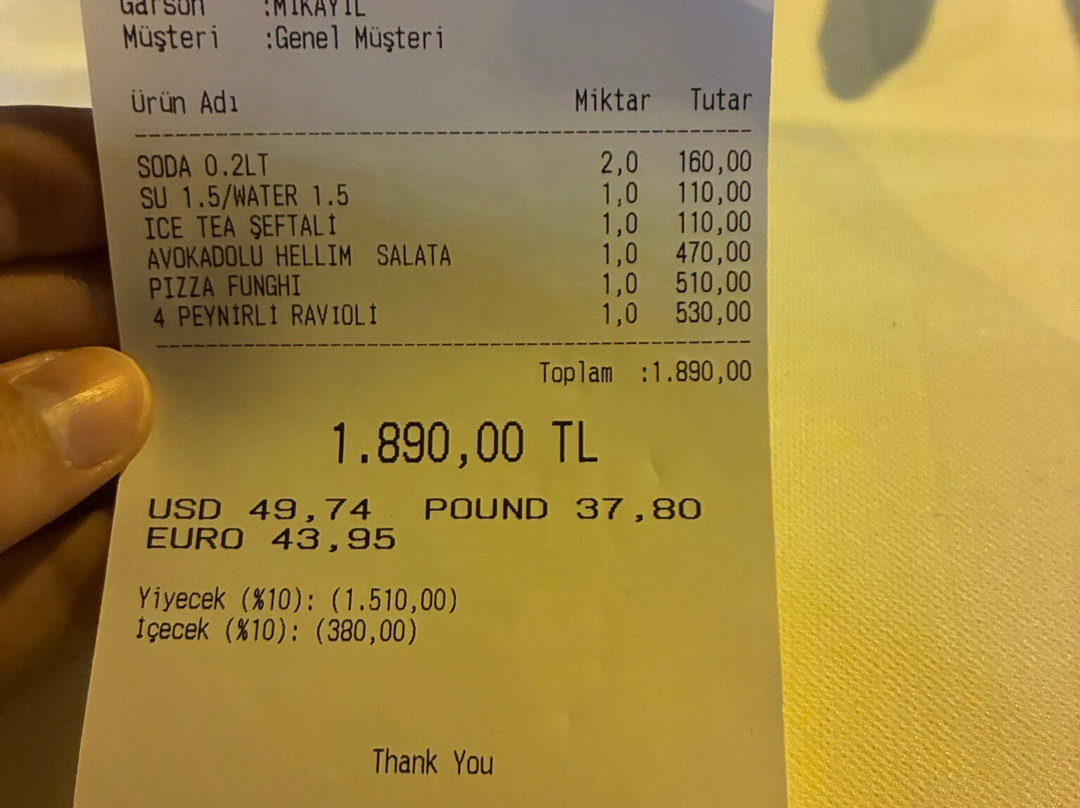 Garson :MİKAYIL
Müşteri :Genel Müşteri
Ürün Adı Miktar Tutar
SODA 0.2LT 2,0 160,00
SU 1.5/WATER 1.5 1,0 110,00
ICE TEA ŞEFTALİ 1,0 110,00
AVOKADOLU HELLIM SALATA 1,0 470,00
PIZZA FUNGHI 1,0 510,00
4 PEYNİRLİ RAVIOLİ 1,0 530,00
Toplam :1.890,00
1.890,00 TL
USD 49,74 POUND 37,80
EURO 43,95
Yiyecek (%10): (1.510,00)
İçecek (%10): (380,00)
Thank You